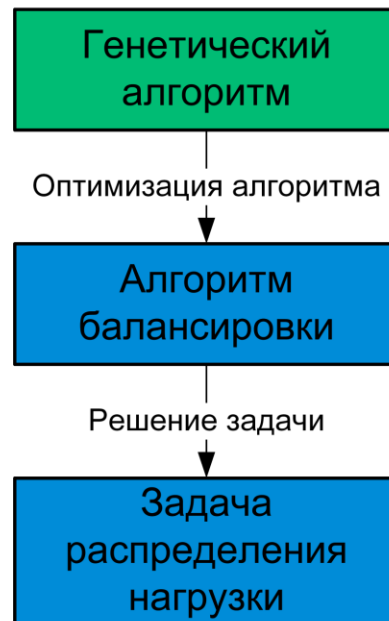 Генетический
алгоритм
Оптимизация алгоритма
Алгоритм
балансировки
Решение задачи
Задача
распределения
нагрузки